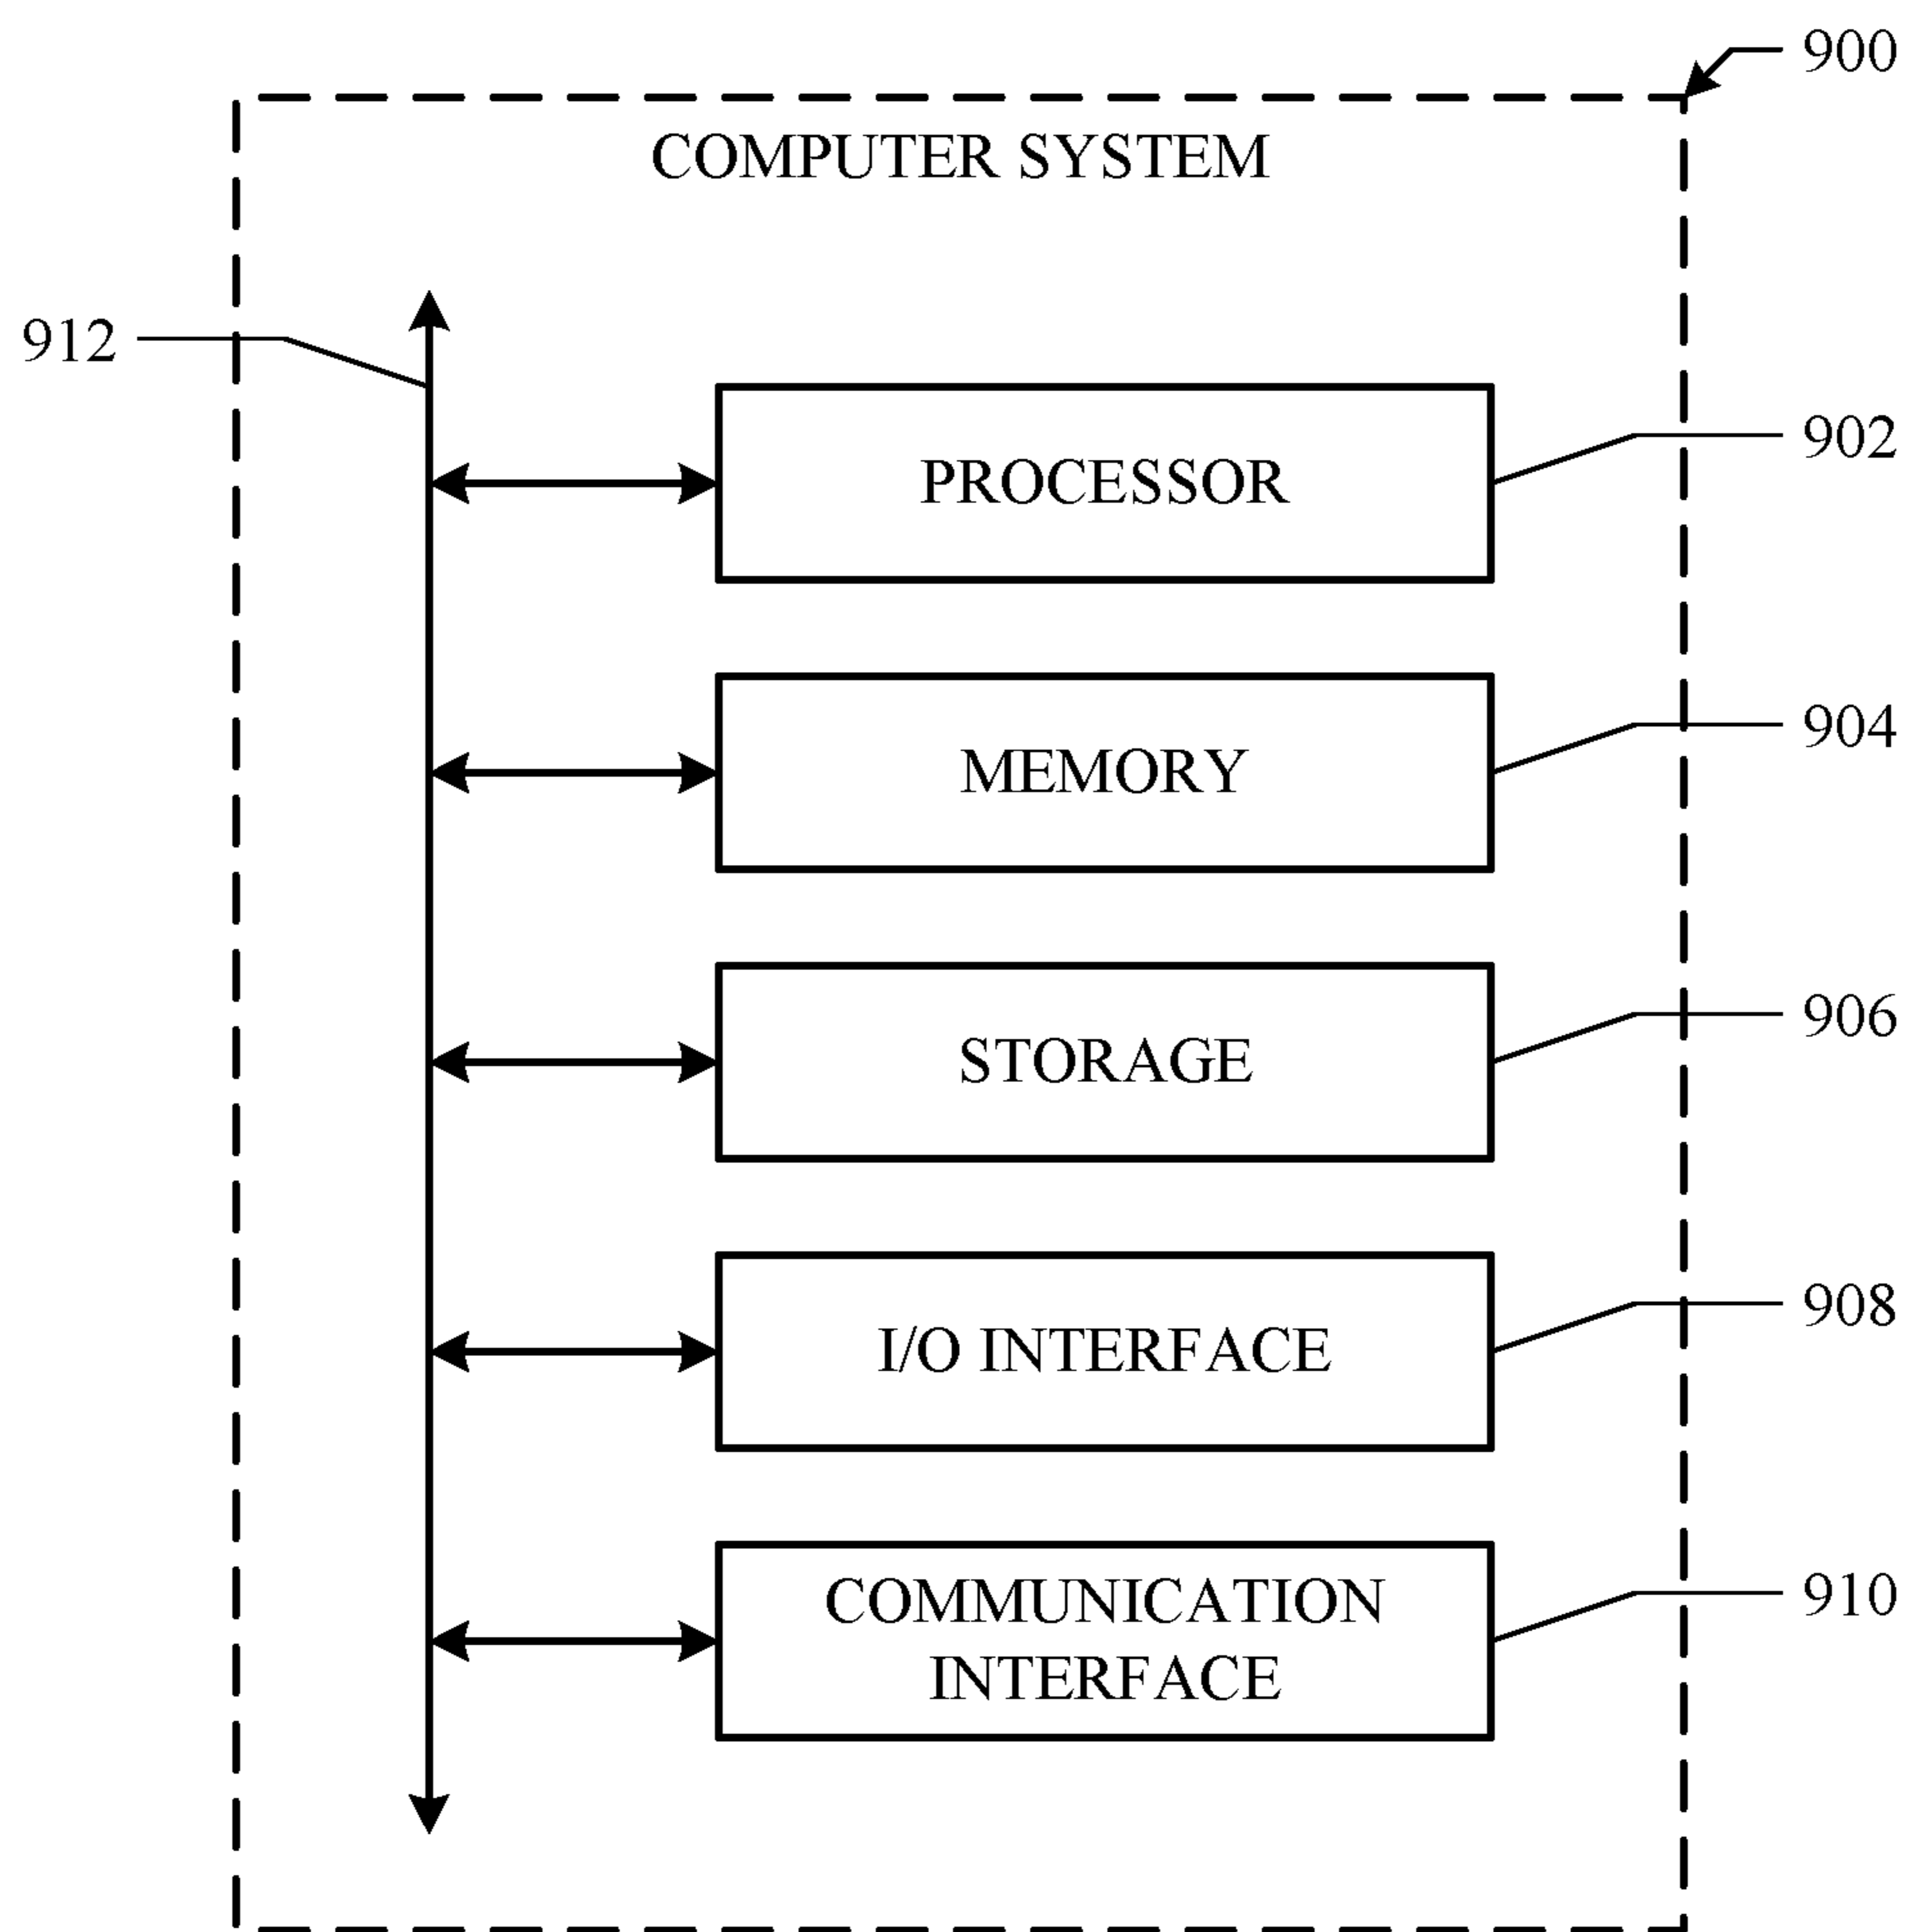 900
COMPUTER SYSTEM
912
902
PROCESSOR
904
MEMORY
906
STORAGE
908
I/O INTERFACE
910
COMMUNICATION
INTERFACE